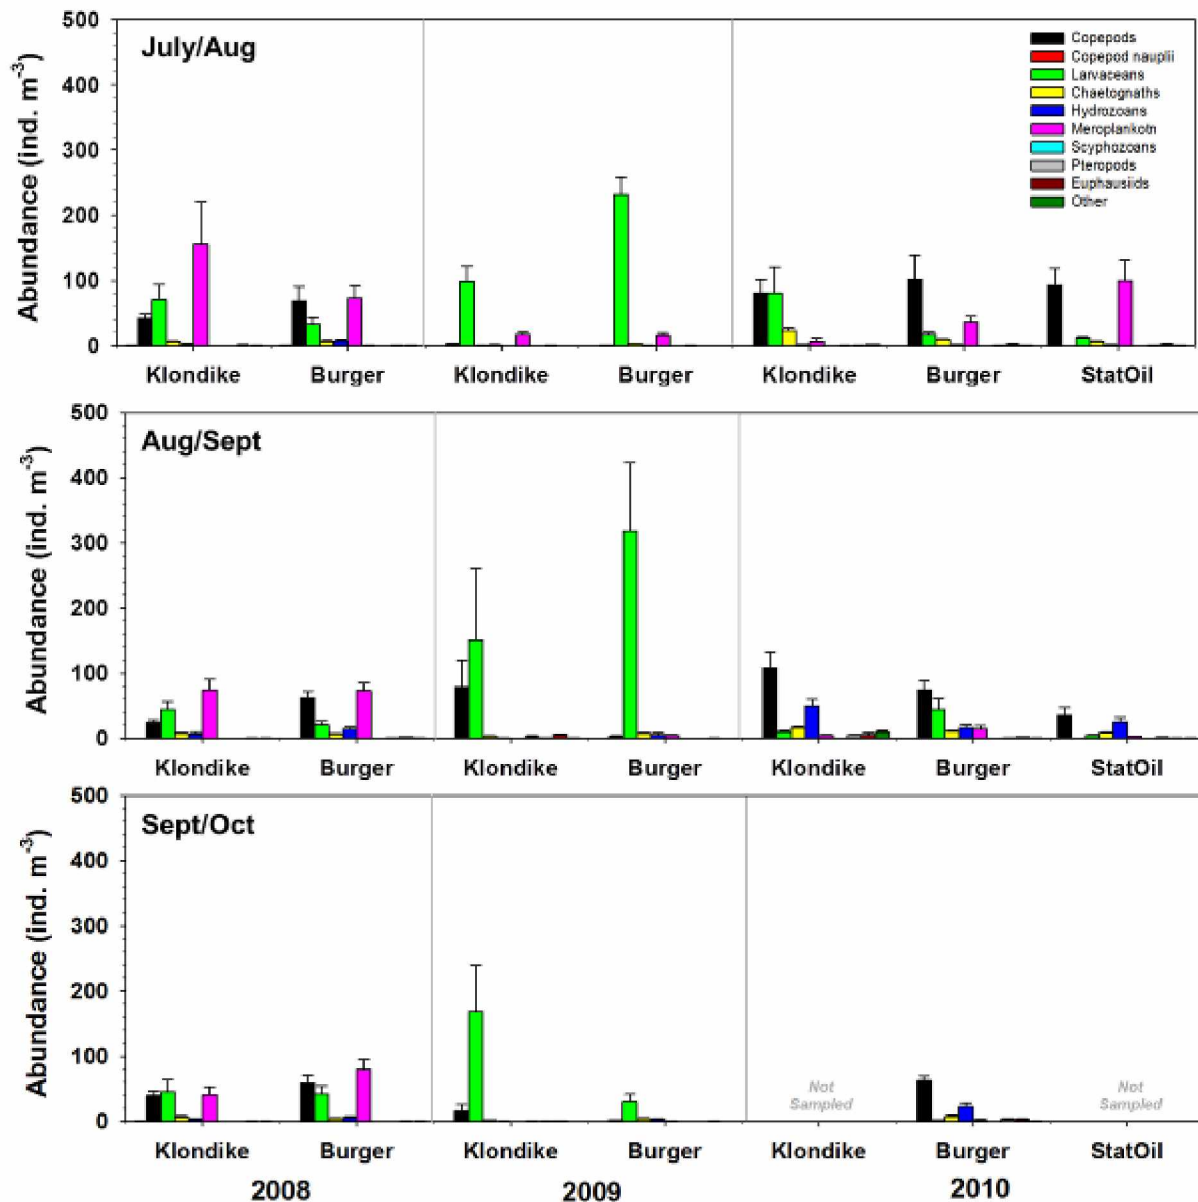 500
400
300
200
100
0
Abundance (ind. m-3)
July/Aug
Copepods
Copepod nauplii
Larvaceans
Chaetognaths
Hydrozoans
Meroplankotn
Scyphozoans
Pteropods
Euphausiids
Other
Klondike Burger Klondike Burger Klondike Burger StatOil
500
400
300
200
100
0
Abundance (ind. m-3)
Aug/Sept
Klondike Burger Klondike Burger Klondike Burger StatOil
500
400
300
200
100
0
Abundance (ind. m-3)
Sept/Oct
Not
Sampled
Not
Sampled
Klondike Burger Klondike Burger Klondike Burger StatOil
2008 2009 2010